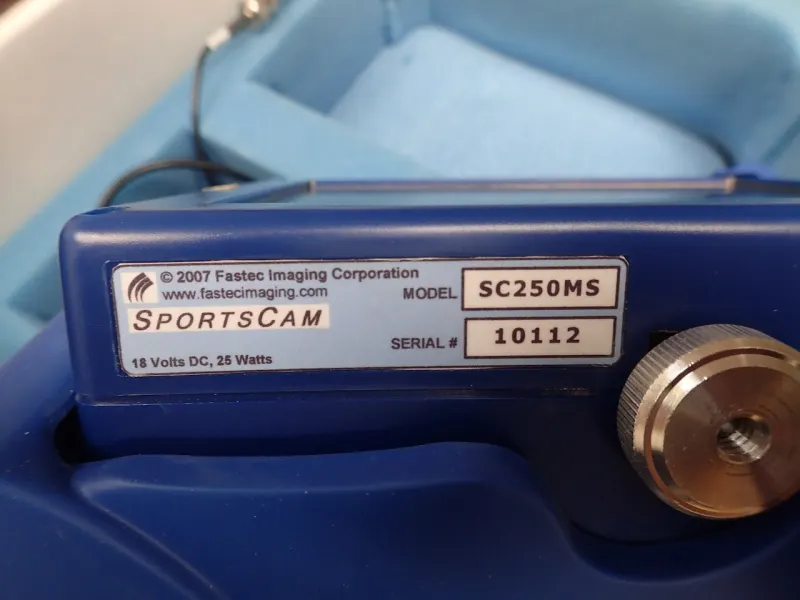 © 2007 Fastec Imaging Corporation
www.fastecimaging.com
SPORTSCAM
18 Volts DC, 25 Watts
MODEL SC250MS
SERIAL # 10112